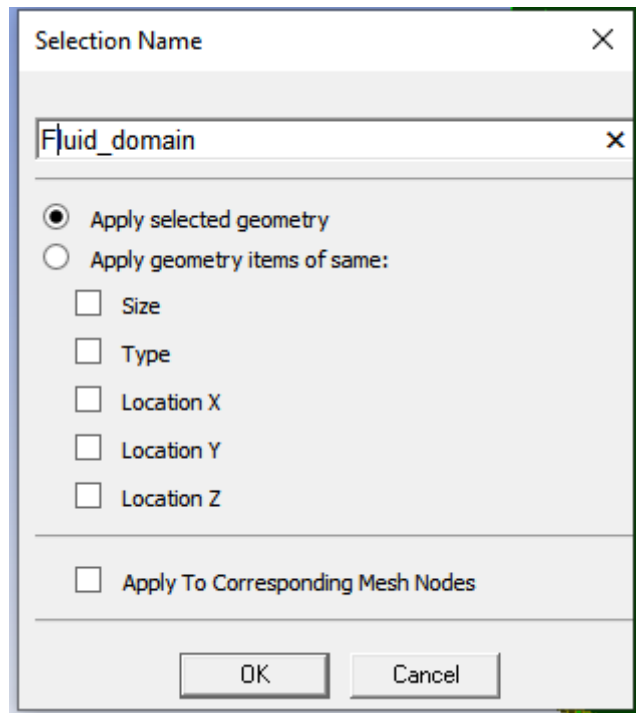 Selection Name
Fluid_domain
Apply selected geometry
Apply geometry items of same:
Size
Type
Location X
Location Y
Location Z
Apply To Corresponding Mesh Nodes
OK Cancel